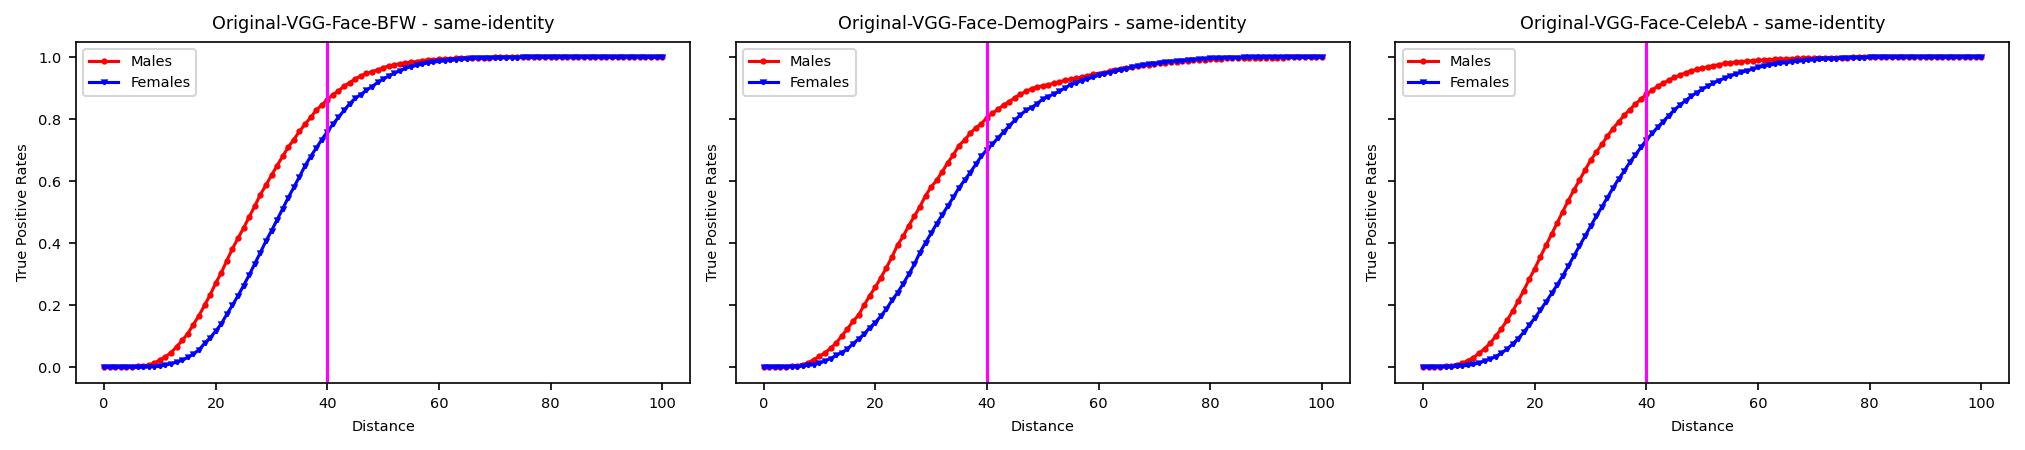 Original-VGG-Face-BFW - same-identity
Males
Females
True Positive Rates
1.0
0.8
0.6
0.4
0.2
0.0
0 20 40 60 80 100
Distance
Original-VGG-Face-DemogPairs - same-identity
Males
Females
True Positive Rates
0 20 40 60 80 100
Distance
Original-VGG-Face-CelebA - same-identity
Males
Females
True Positive Rates
0 20 40 60 80 100
Distance